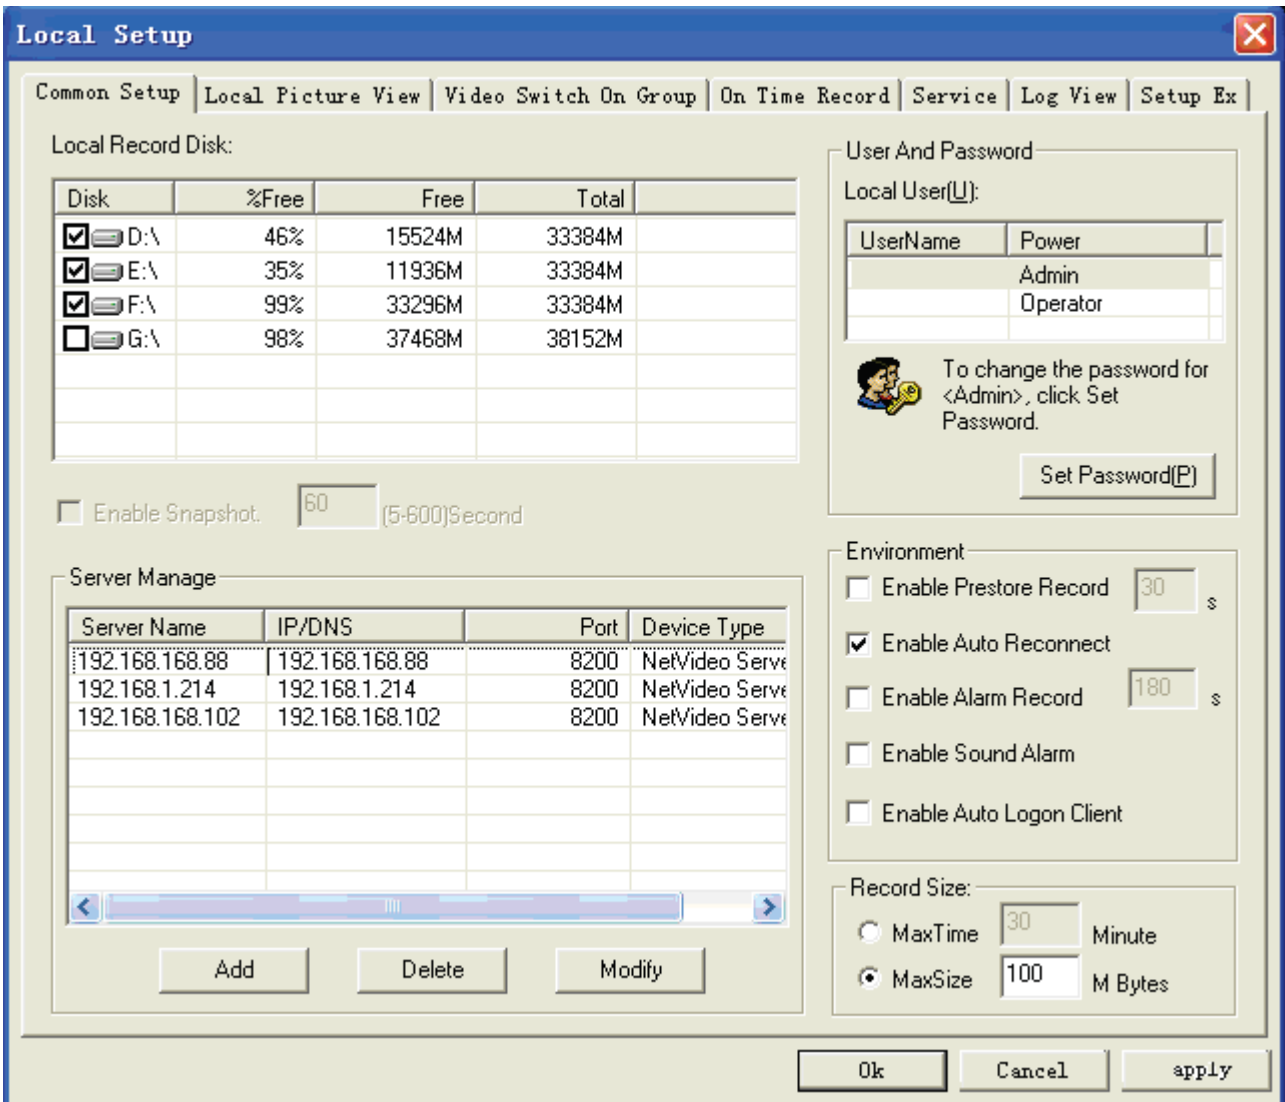 Local Setup
Common Setup Local Picture View Video Switch On Group On Time Record Service Log View Setup Ex
Local Record Disk:
Disk %Free Free Total
D:\ 46% 15524M 33384M
E:\ 35% 11936M 33384M
F:\ 99% 33296M 33384M
G:\ 98% 37468M 38152M
Enable Snapshot. 60 (5-600)Second
Server Manage
Server Name IP/DNS Port Device Type
192.168.168.88 192.168.168.88 8200 NetVideo Serve
192.168.1.214 192.168.1.214 8200 NetVideo Serve
192.168.168.102 192.168.168.102 8200 NetVideo Serve
Add Delete Modify
User And Password
Local User(U):
UserName Power
Admin
Operator
To change the password for
<Admin>, click Set
Password.
Set Password(P)
Environment
Enable Prestore Record 30 s
Enable Auto Reconnect
Enable Alarm Record 180 s
Enable Sound Alarm
Enable Auto Logon Client
Record Size:
MaxTime 30 Minute
MaxSize 100 M Bytes
Ok Cancel apply